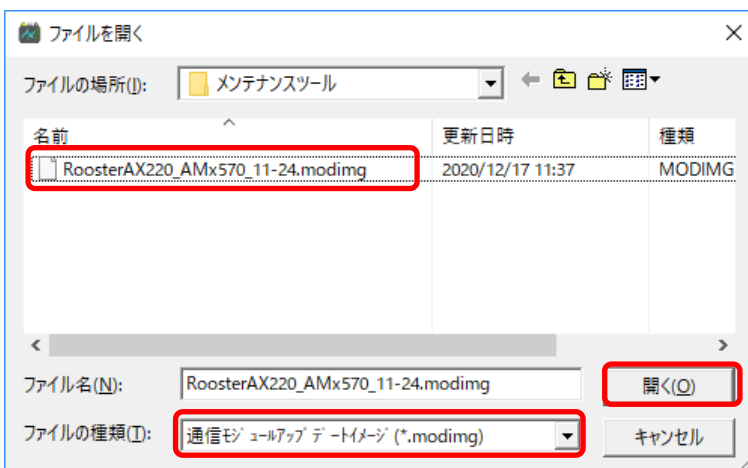 ファイルを開く
ファイルの場所(I): メンテナンスツール
名前 更新日時 種類
RoosterAX220_AMx570_11-24.modimg 2020/12/17 11:37 MODIMG
ファイル名(N): RoosterAX220_AMx570_11-24.modimg 開く(O)
ファイルの種類(T): 通信ﾓｼﾞｭｰﾙｱｯﾌﾟﾃﾞｰﾄｲﾒｰｼﾞ (*.modimg) キャンセル